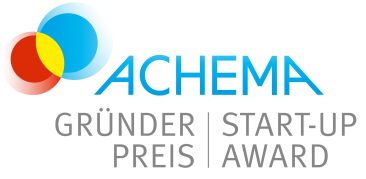 ACHEMA
GRÜNDER | START-UP
PREIS | AWARD